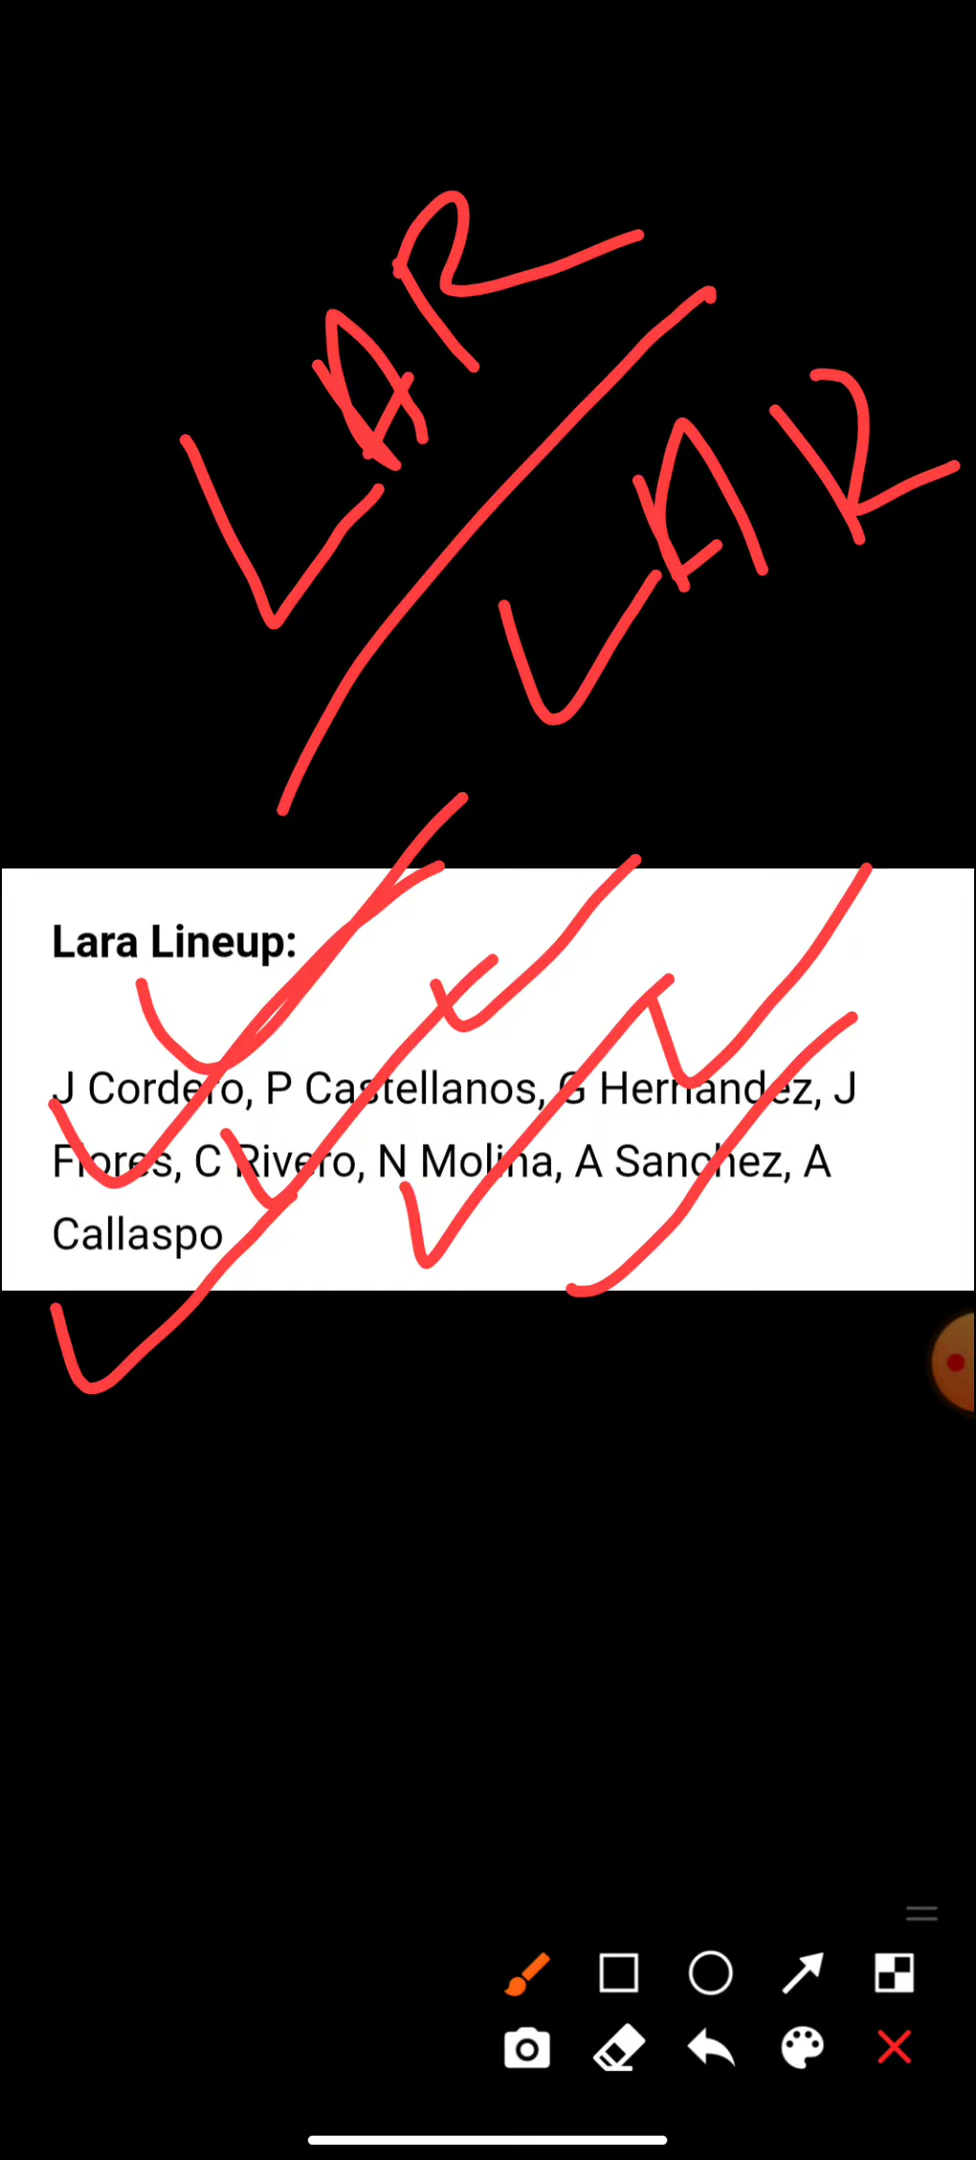 LAR
LAR
Lara Lineup:
J Cordero, P Castellanos, G Hernandez, J
Flores, C Rivero, N Molina, A Sanchez, A
Callaspo